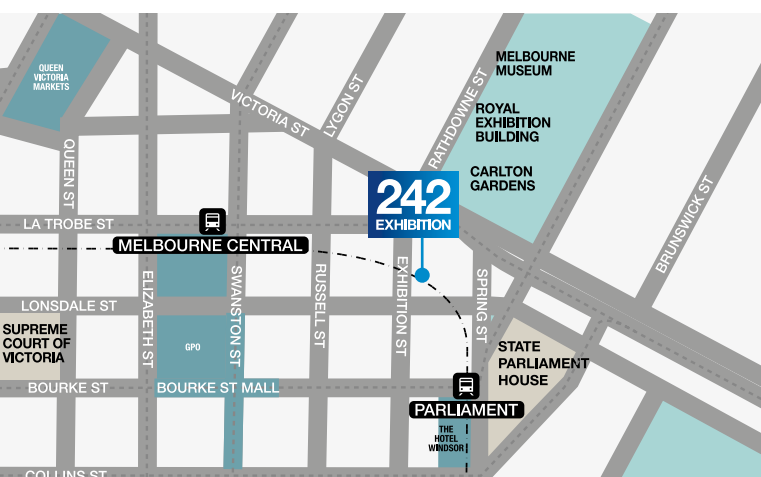 MELBOURNE
MUSEUM
QUEEN
VICTORIA
MARKETS
VICTORIA ST
LYGON ST
RATHDOWNE ST
ROYAL
EXHIBITION
BUILDING
QUEEN ST
CARLTON
GARDENS
242
EXHIBITION
BRUNSWICK ST
LA TROBE ST
MELBOURNE CENTRAL
ELIZABETH ST
SWANSTON ST
RUSSELL ST
EXHIBITION ST
SPRING ST
LONSDALE ST
SUPREME
COURT OF
VICTORIA
GPO
STATE
PARLIAMENT
HOUSE
BOURKE ST
BOURKE ST MALL
PARLIAMENT
THE
HOTEL
WINDSOR
COLLINS ST